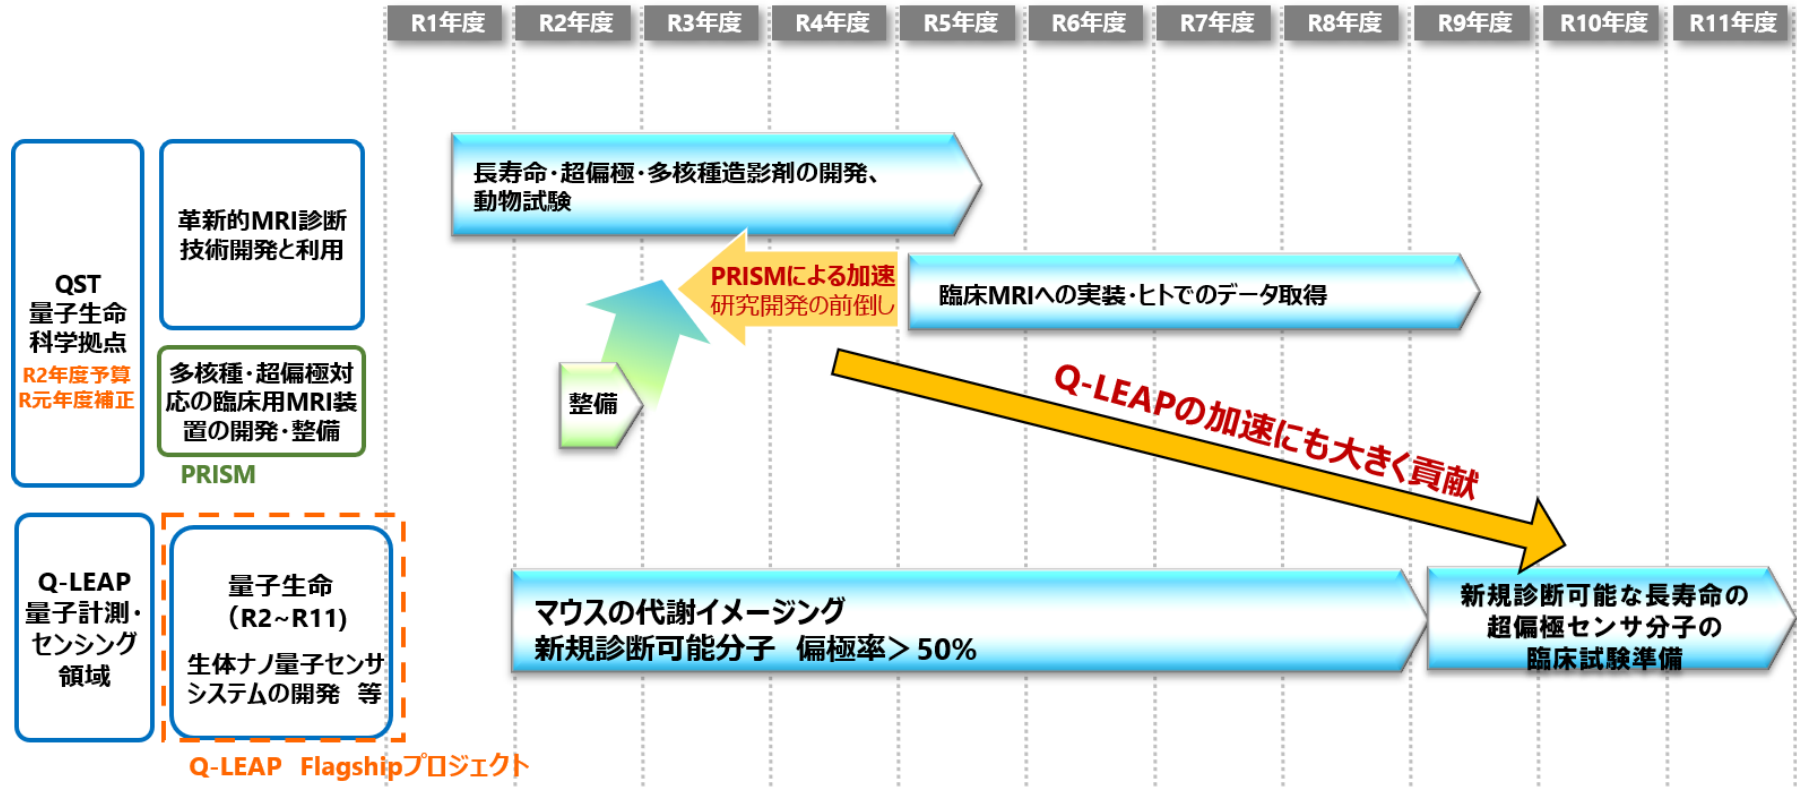 R1年度
R2年度
R3年度
R4年度
R5年度
R6年度
R7年度
R8年度
R9年度
R10年度
R11年度
QST
量子生命
科学拠点
R2年度予算
R元年度補正
革新的MRI診断
技術開発と利用
多核種・超偏極対
応の臨床用MRI装
置の開発・整備
PRISM
長寿命・超偏極・多核種造影剤の開発、
動物試験
PRISMによる加速
研究開発の前倒し
臨床MRIへの実装・ヒトでのデータ取得
整備
Q-LEAPの加速にも大きく貢献
Q-LEAP
量子計測・
センシング
領域
量子生命
（R2~R11)
生体ナノ量子センサ
システムの開発　等
Q-LEAP　Flagshipプロジェクト
マウスの代謝イメージング
新規診断可能分子　偏極率＞50%
新規診断可能な長寿命の
超偏極センサ分子の
臨床試験準備